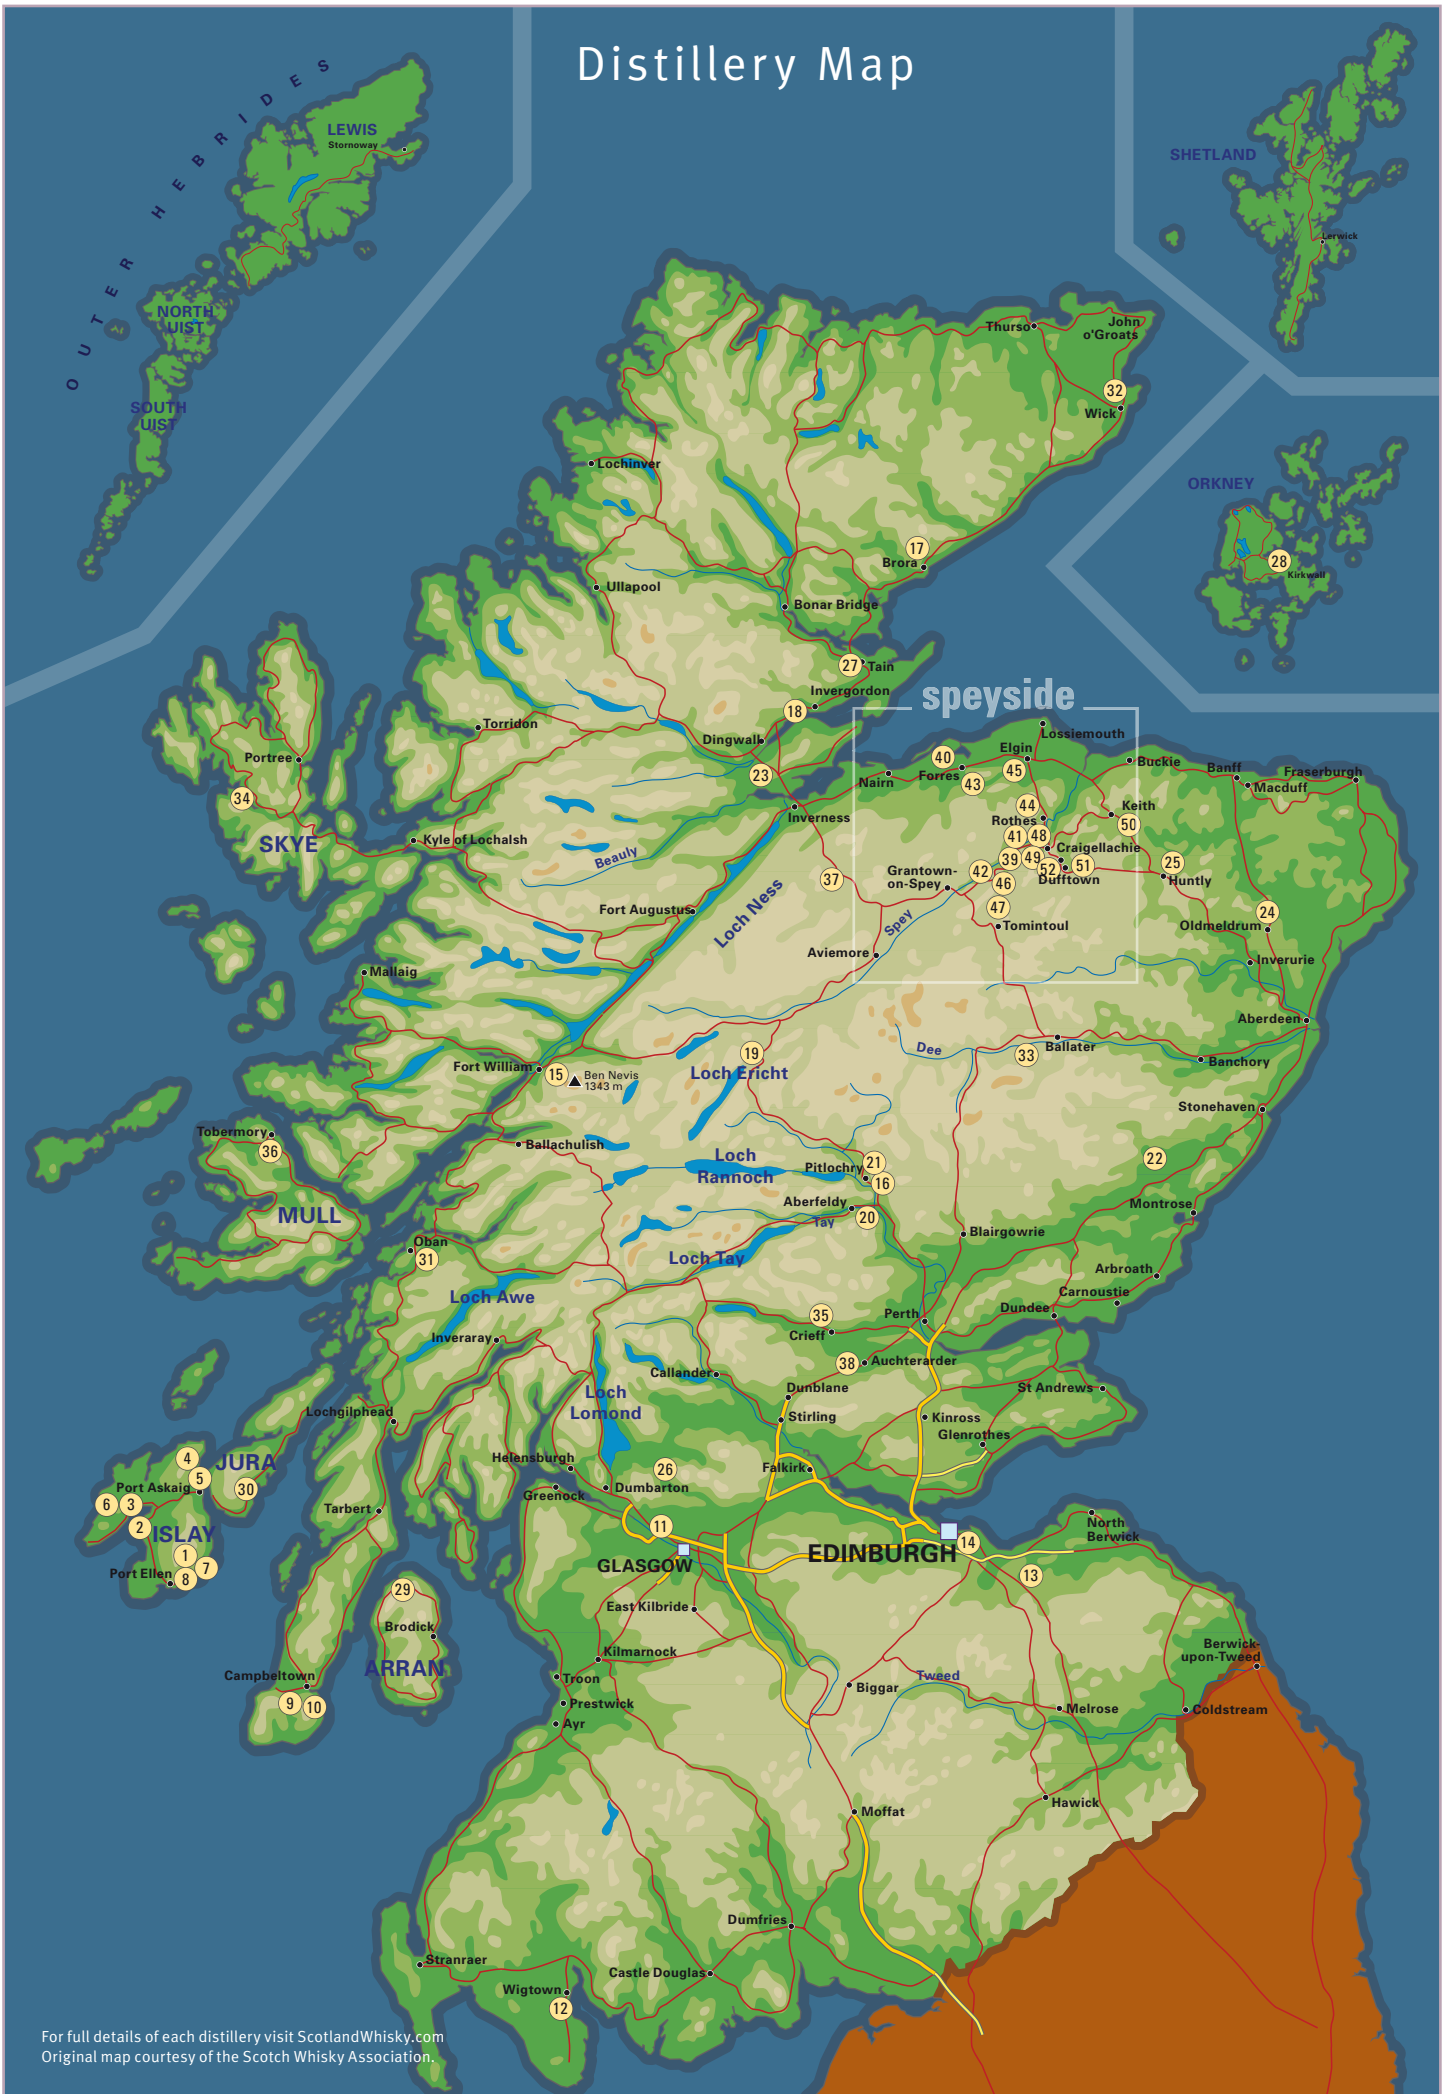 Distillery Map
OUTER HEBRIDES
LEWIS
Stornoway
NORTH
UIST
SOUTH
UIST
SHETLAND
Lerwick
ORKNEY
28
Kirkwall
Thurso
John
o'Groats
32
Wick
Lochinver
17
Brora
Ullapool
Bonar Bridge
27
Tain
Invergordon
18
speyside
Torridon
Dingwall
Lossiemouth
Portree
23
40
Elgin
Buckie
Banff
Fraserburgh
Nairn
Forres
43
45
Macduff
34
Inverness
44
Keith
Rothes
50
SKYE
Kyle of Lochalsh
41
48
Craigellachie
Beauly
37
Grantown-
on-Spey
42
39
49
52
51
25
46
Dufftown
Huntly
Fort Augustus
Loch Ness
47
24
Spey
Tomintoul
Oldmeldrum
Aviemore
Inverurie
Mallaig
Aberdeen
19
Dee
33
Ballater
Banchory
Fort William
15
Ben Nevis
1343 m
Loch Ericht
Stonehaven
Tobermory
36
Ballachulish
Loch
Rannoch
Pitlochry
21
16
22
Aberfeldy
20
Tay
Montrose
MULL
Blairgowrie
Oban
31
Loch Tay
Arbroath
Loch Awe
Carnoustie
35
Crieff
Perth
Dundee
Inveraray
38
Auchterarder
Callander
Dunblane
St Andrews
Loch
Lomond
Stirling
Kinross
Lochgilphead
Glenrothes
4
JURA
Helensburgh
26
Falkirk
5
Port Askaig
30
Greenock
Dumbarton
6
3
Tarbert
2
ISLAY
11
North
Berwick
1
7
GLASGOW
EDINBURGH
14
Port Ellen
8
29
13
East Kilbride
Brodick
ARRAN
Kilmarnock
Berwick-
upon-Tweed
Campbeltown
Troon
Tweed
9
10
Prestwick
Biggar
Melrose
Coldstream
Ayr
Moffat
Hawick
Dumfries
Stranraer
Castle Douglas
Wigtown
12
For full details of each distillery visit ScotlandWhisky.com
Original map courtesy of the Scotch Whisky Association.